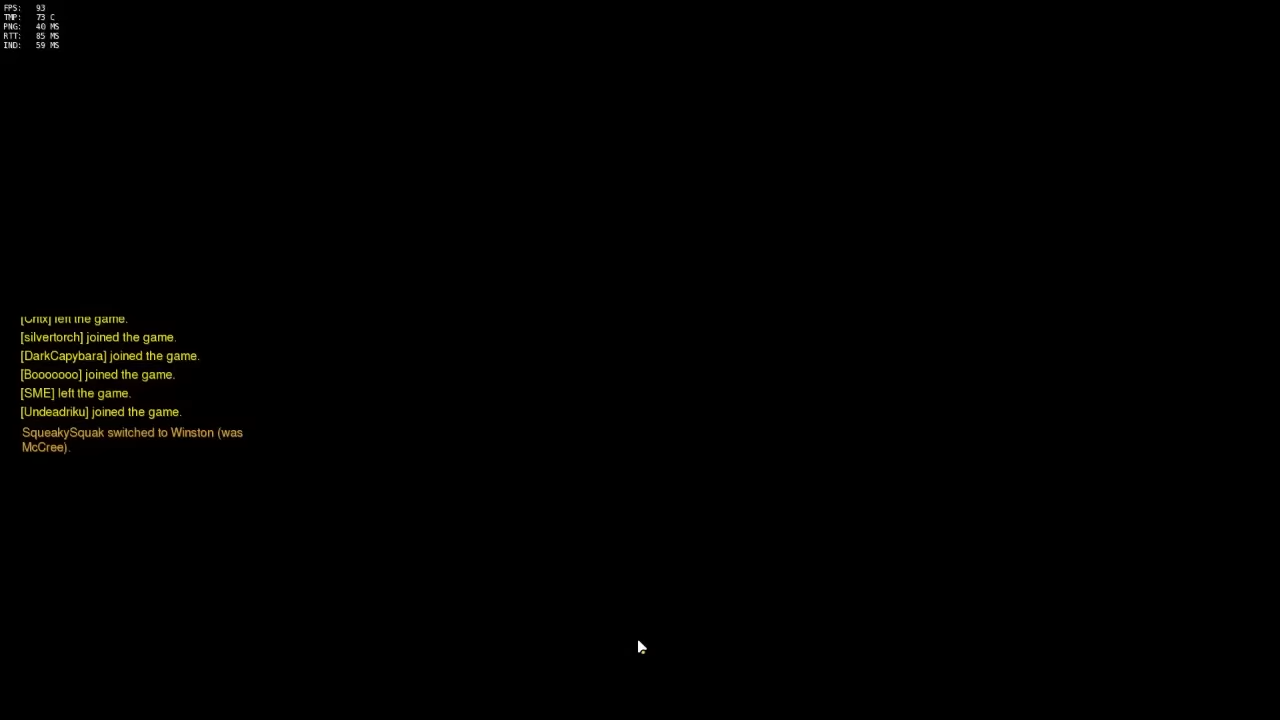 FPS: 93
TMP: 73 C
PNG: 40 MS
RTT: 85 MS
IND: 59 MS
[Critx] left the game.
[silvertorch] joined the game.
[DarkCapybara] joined the game.
[Booooooo] joined the game.
[SME] left the game.
[Undeadriku] joined the game.
SqueakySquak switched to Winston (was
McCree).